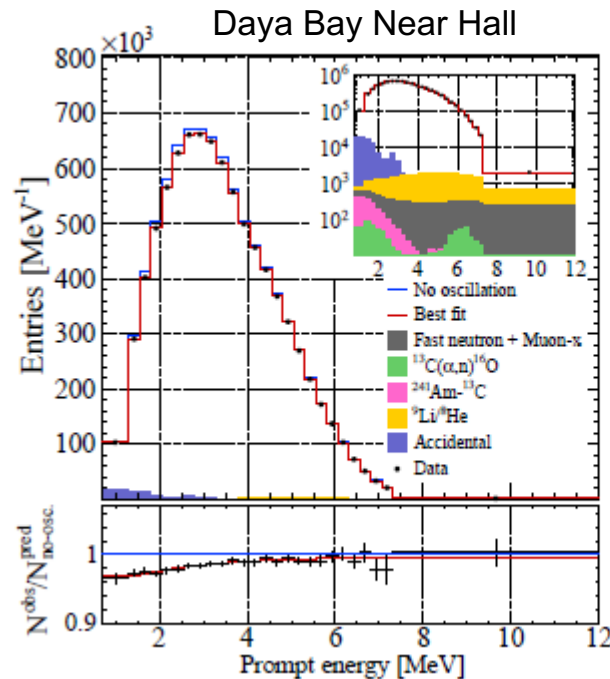 Daya Bay Near Hall
×10³
800
700
600
500
400
300
200
100
Entries [MeV⁻¹]
10⁶
10⁵
10⁴
10³
10²
2 4 6 8 10 12
No oscillation
Best fit
Fast neutron + Muon-x
¹³C(α,n)¹⁶O
²⁴¹Am-¹³C
⁹Li/⁸He
Accidental
Data
N^obs/N^pred_no-osc.
1
0.9
2 4 6 8 10 12
Prompt energy [MeV]